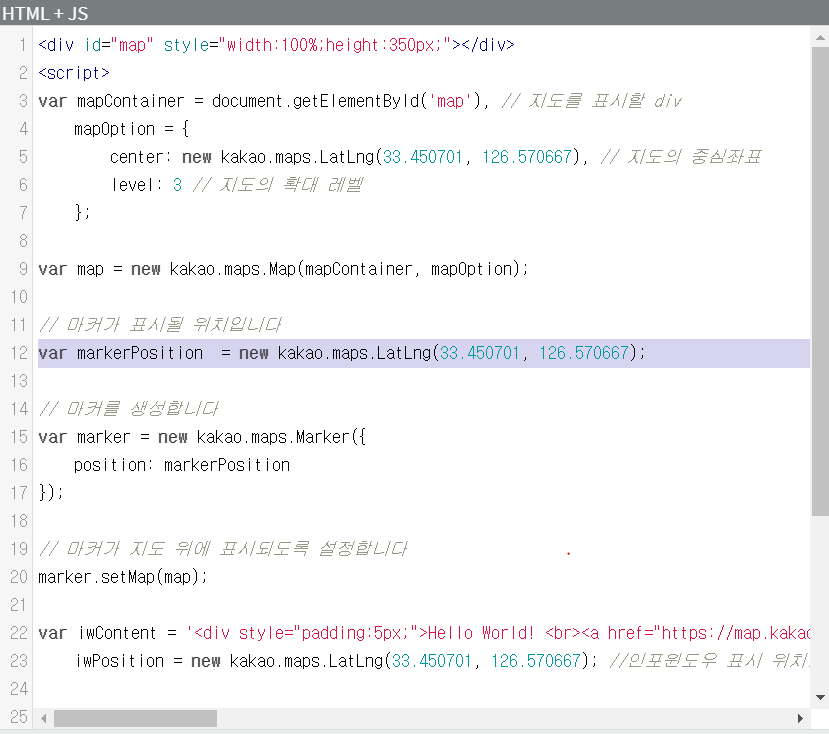 HTML + JS
1 <div id="map" style="width:100%;height:350px;"></div>
2 <script>
3 var mapContainer = document.getElementById('map'), // 지도를 표시할 div
4     mapOption = {
5         center: new kakao.maps.LatLng(33.450701, 126.570667), // 지도의 중심좌표
6         level: 3 // 지도의 확대 레벨
7     };
8
9 var map = new kakao.maps.Map(mapContainer, mapOption);
10
11 // 마커가 표시될 위치입니다
12 var markerPosition  = new kakao.maps.LatLng(33.450701, 126.570667);
13
14 // 마커를 생성합니다
15 var marker = new kakao.maps.Marker({
16     position: markerPosition
17 });
18
19 // 마커가 지도 위에 표시되도록 설정합니다
20 marker.setMap(map);
21
22 var iwContent = '<div style="padding:5px;">Hello World! <br><a href="https://map.kakao
23     iwPosition = new kakao.maps.LatLng(33.450701, 126.570667); //인포윈도우 표시 위치
24
25